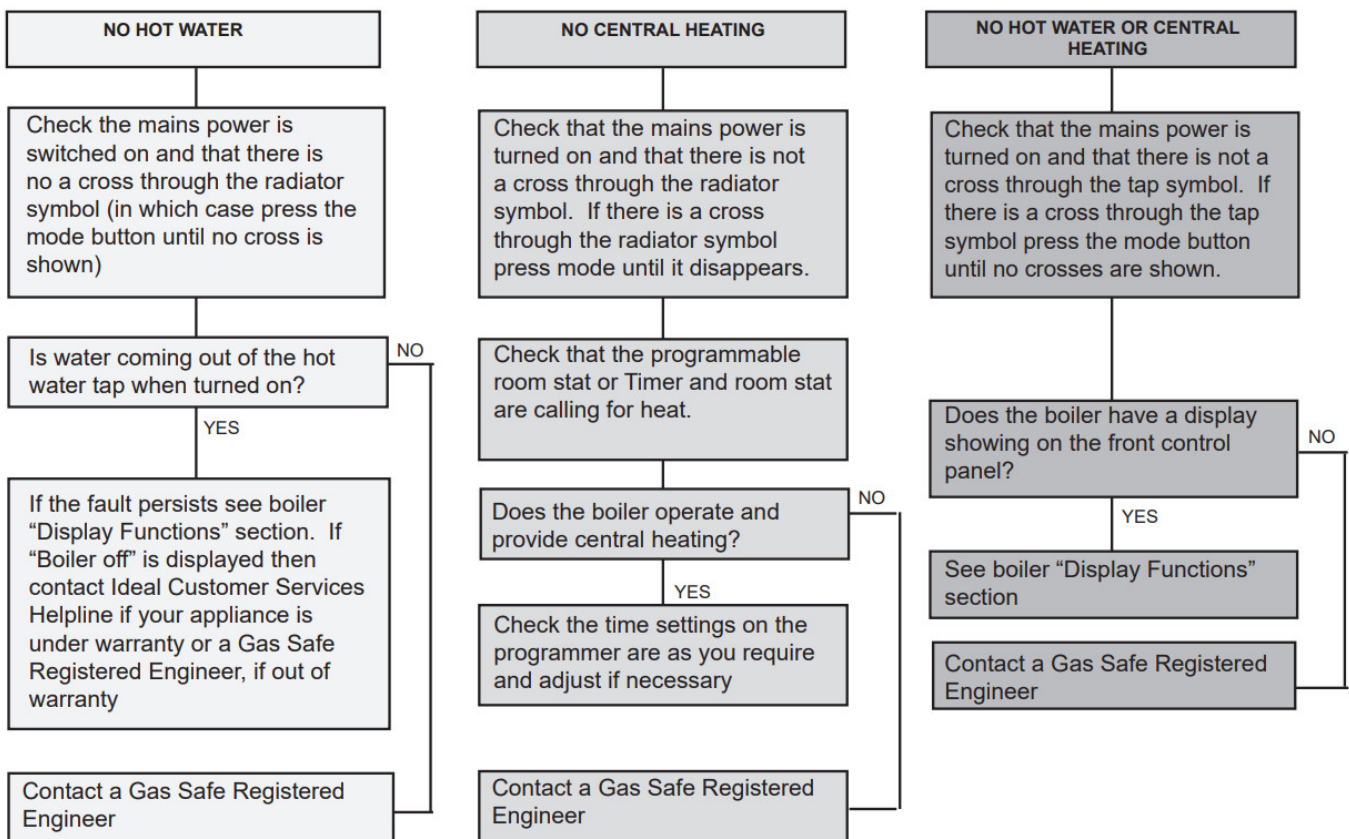 NO HOT WATER
Check the mains power is
switched on and that there is
no a cross through the radiator
symbol (in which case press the
mode button until no cross is
shown)
Is water coming out of the hot
water tap when turned on?
NO
YES
If the fault persists see boiler
“Display Functions” section. If
“Boiler off” is displayed then
contact Ideal Customer Services
Helpline if your appliance is
under warranty or a Gas Safe
Registered Engineer, if out of
warranty
Contact a Gas Safe Registered
Engineer
NO CENTRAL HEATING
Check that the mains power is
turned on and that there is not
a cross through the radiator
symbol. If there is a cross
through the radiator symbol
press mode until it disappears.
Check that the programmable
room stat or Timer and room stat
are calling for heat.
Does the boiler operate and
provide central heating?
NO
YES
Check the time settings on the
programmer are as you require
and adjust if necessary
Contact a Gas Safe Registered
Engineer
NO HOT WATER OR CENTRAL
HEATING
Check that the mains power is
turned on and that there is not a
cross through the tap symbol. If
there is a cross through the tap
symbol press the mode button
until no crosses are shown.
Does the boiler have a display
showing on the front control
panel?
NO
YES
See boiler “Display Functions”
section
Contact a Gas Safe Registered
Engineer